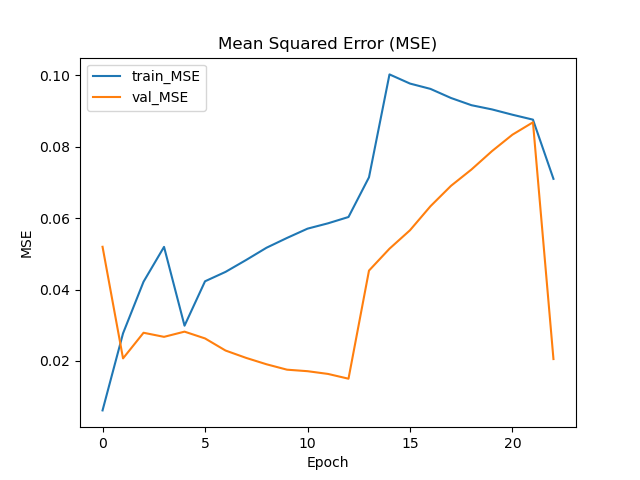 Mean Squared Error (MSE)
train_MSE
val_MSE
0.10
0.08
0.06
0.04
0.02
MSE
0 5 10 15 20
Epoch